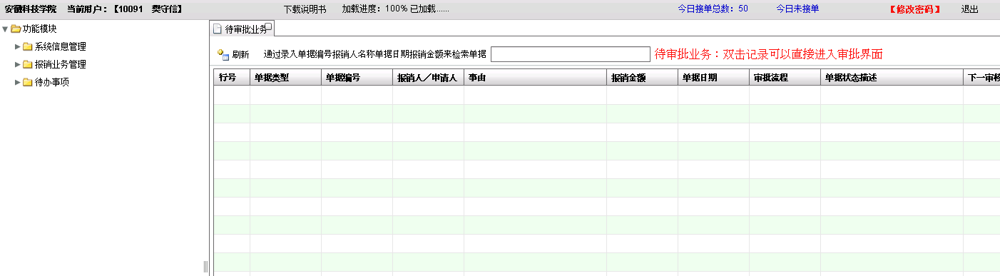 安徽科技学院 当前用户：【10091 樊守信】 下载说明书 加载进度：100% 已加载...... 今日接单总数：50 今日未接单 【修改密码】 退出
功能模块 待审批业务
系统信息管理
刷新 通过录入单据编号报销人名称单据日期报销金额来检索单据 待审批业务：双击记录可以直接进入审批界面
报销业务管理
行号 单据类型 单据编号 报销人／申请人 事由 报销金额 单据日期 审批流程 单据状态描述 下一审核
待办事项